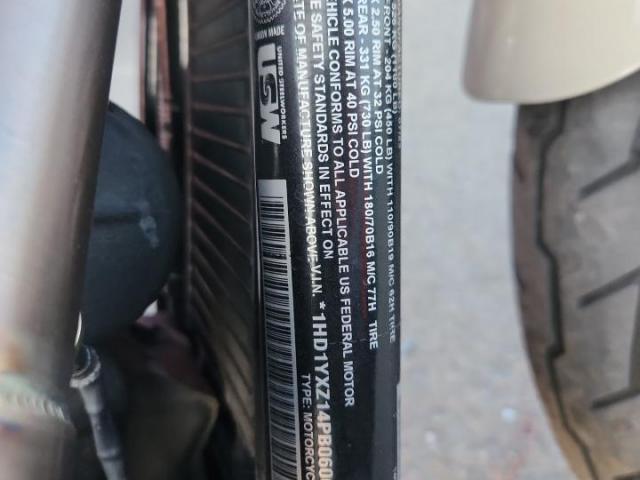 FRONT -204 KG (450 LB) WITH 110/90B19 M/C 62H TIRE
X 2.50 RIM AT 32 PSI COLD
REAR -331 KG (730 LB) WITH 180/70B16 M/C 77H TIRE
X 5.00 RIM AT 40 PSI COLD
VEHICLE CONFORMS TO ALL APPLICABLE US FEDERAL MOTOR
E SAFETY STANDARDS IN EFFECT ON
TE OF MANUFACTURE SHOWN ABOVE V.I.N. * 1HD1YXZ14PB060
TYPE: MOTORCYC
UNION MADE
USW
UNITED STEELWORKERS